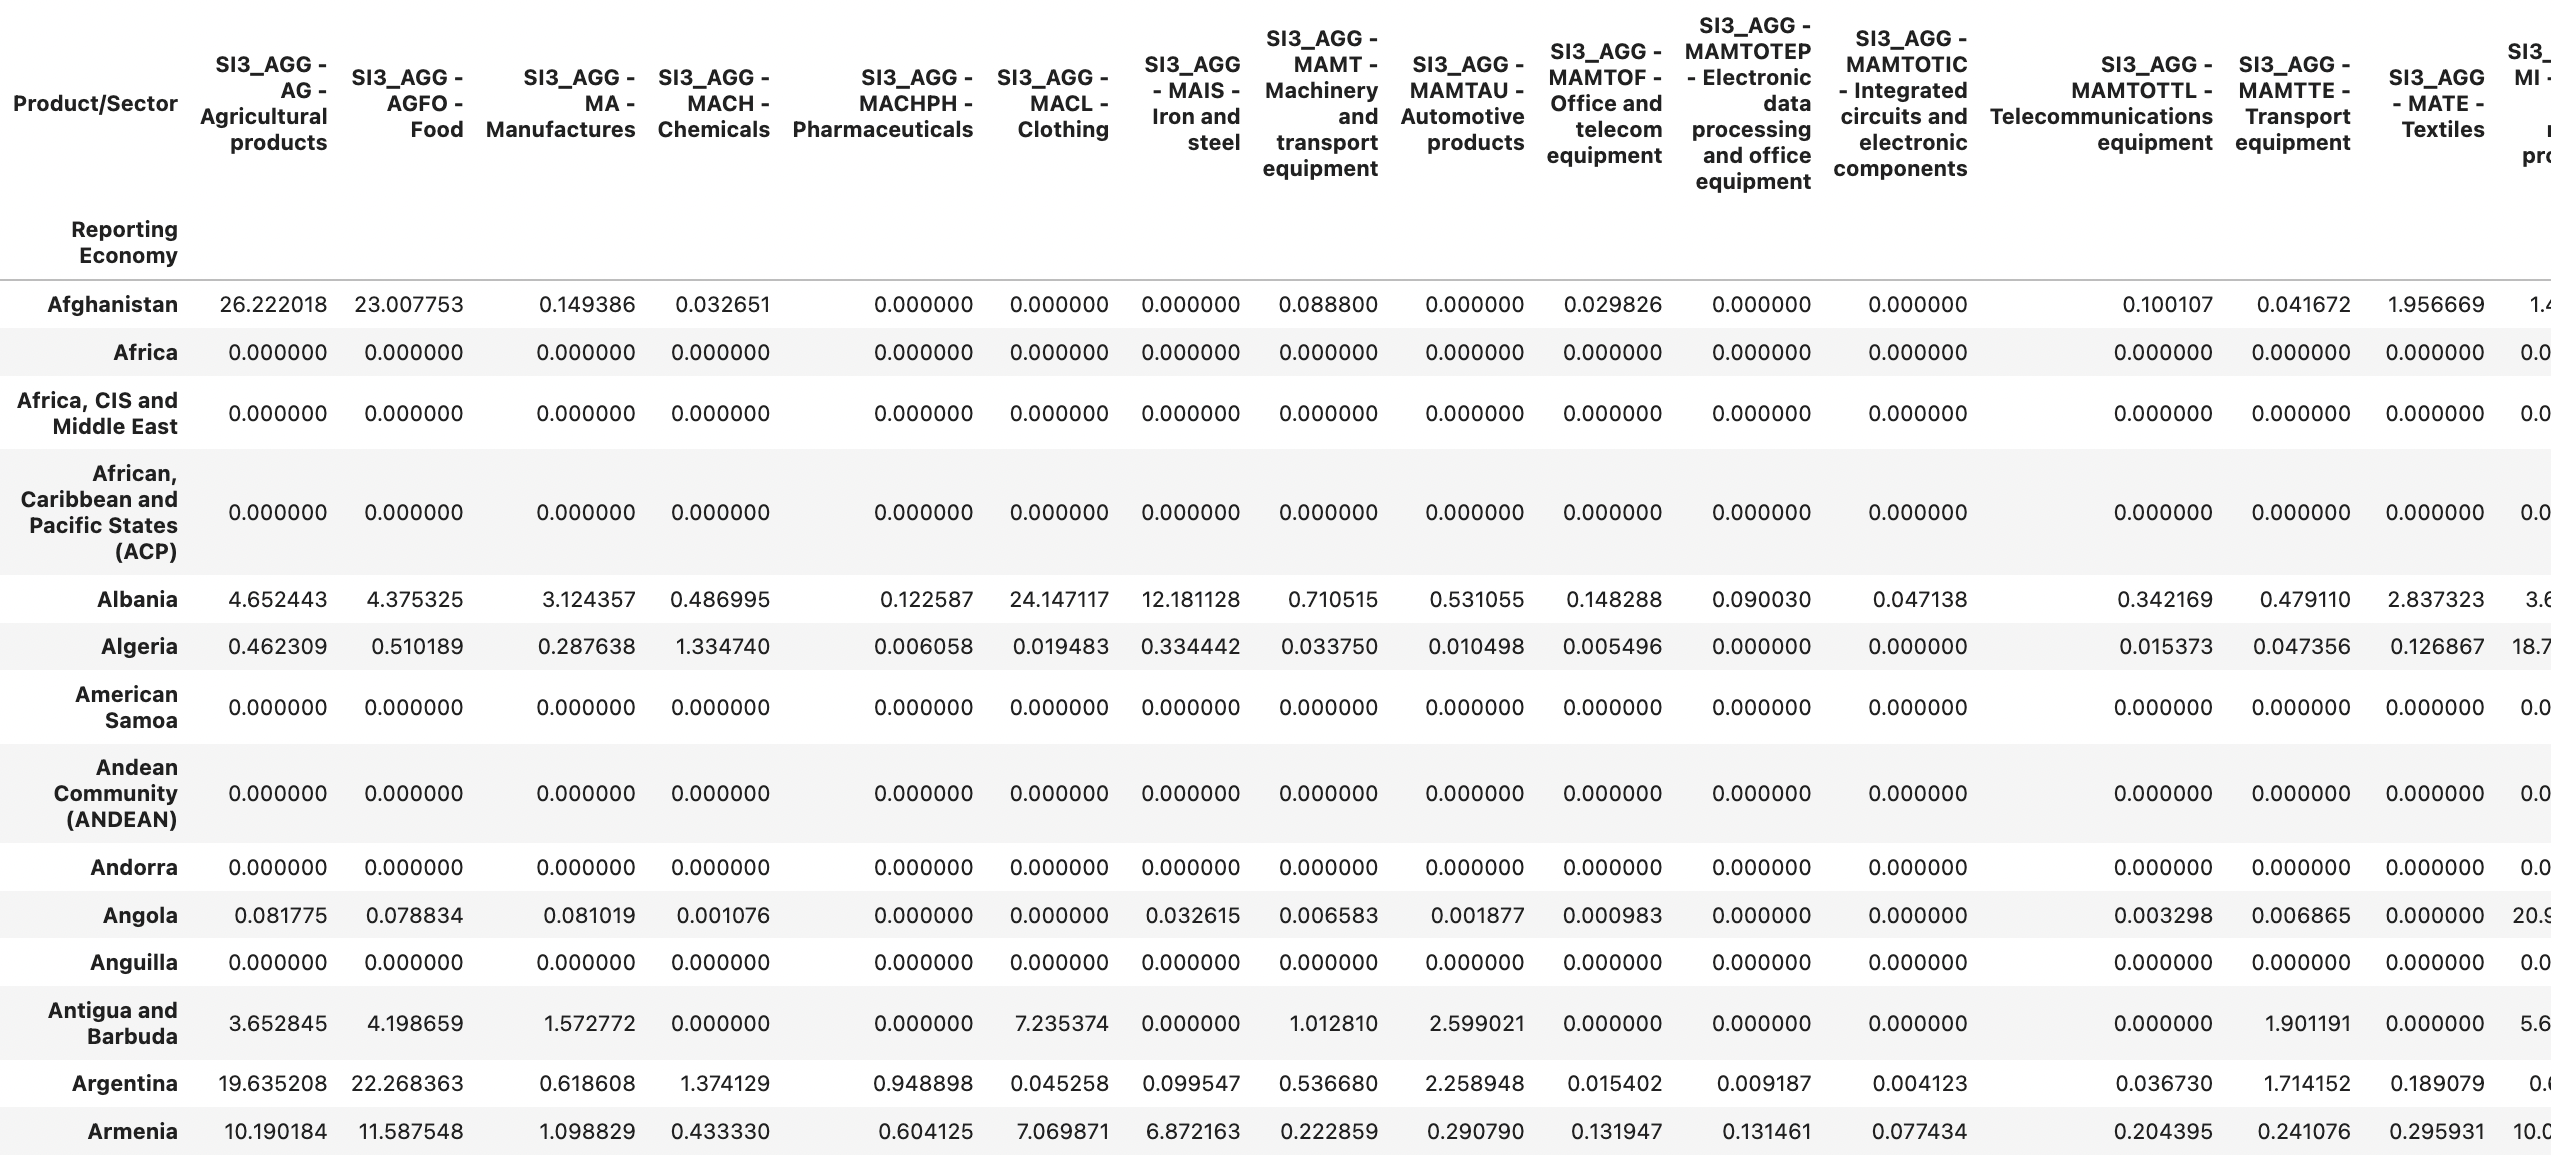 Product/Sector SI3_AGG - AG - Agricultural products SI3_AGG - AGFO - Food SI3_AGG - MA - Manufactures SI3_AGG - MACH - Chemicals SI3_AGG - MACHPH - Pharmaceuticals SI3_AGG - MACL - Clothing SI3_AGG - MAIS - Iron and steel SI3_AGG - MAMT - Machinery and transport equipment SI3_AGG - MAMTAU - Automotive products SI3_AGG - MAMTOF - Office and telecom equipment SI3_AGG - MAMTOTEP - Electronic data processing and office equipment SI3_AGG - MAMTOTIC - Integrated circuits and electronic components SI3_AGG - MAMTOTTL - Telecommunications equipment SI3_AGG - MAMTTE - Transport equipment SI3_AGG - MATE - Textiles SI3_ MI -
Reporting Economy
Afghanistan 26.222018 23.007753 0.149386 0.032651 0.000000 0.000000 0.000000 0.088800 0.000000 0.029826 0.000000 0.000000 0.100107 0.041672 1.956669 1.4
Africa 0.000000 0.000000 0.000000 0.000000 0.000000 0.000000 0.000000 0.000000 0.000000 0.000000 0.000000 0.000000 0.000000 0.000000 0.000000 0.0
Africa, CIS and Middle East 0.000000 0.000000 0.000000 0.000000 0.000000 0.000000 0.000000 0.000000 0.000000 0.000000 0.000000 0.000000 0.000000 0.000000 0.000000 0.0
African, Caribbean and Pacific States (ACP) 0.000000 0.000000 0.000000 0.000000 0.000000 0.000000 0.000000 0.000000 0.000000 0.000000 0.000000 0.000000 0.000000 0.000000 0.000000 0.0
Albania 4.652443 4.375325 3.124357 0.486995 0.122587 24.147117 12.181128 0.710515 0.531055 0.148288 0.090030 0.047138 0.342169 0.479110 2.837323 3.6
Algeria 0.462309 0.510189 0.287638 1.334740 0.006058 0.019483 0.334442 0.033750 0.010498 0.005496 0.000000 0.000000 0.015373 0.047356 0.126867 18.7
American Samoa 0.000000 0.000000 0.000000 0.000000 0.000000 0.000000 0.000000 0.000000 0.000000 0.000000 0.000000 0.000000 0.000000 0.000000 0.000000 0.0
Andean Community (ANDEAN) 0.000000 0.000000 0.000000 0.000000 0.000000 0.000000 0.000000 0.000000 0.000000 0.000000 0.000000 0.000000 0.000000 0.000000 0.000000 0.0
Andorra 0.000000 0.000000 0.000000 0.000000 0.000000 0.000000 0.000000 0.000000 0.000000 0.000000 0.000000 0.000000 0.000000 0.000000 0.000000 0.0
Angola 0.081775 0.078834 0.081019 0.001076 0.000000 0.000000 0.032615 0.006583 0.001877 0.000983 0.000000 0.000000 0.003298 0.006865 0.000000 20.9
Anguilla 0.000000 0.000000 0.000000 0.000000 0.000000 0.000000 0.000000 0.000000 0.000000 0.000000 0.000000 0.000000 0.000000 0.000000 0.000000 0.0
Antigua and Barbuda 3.652845 4.198659 1.572772 0.000000 0.000000 7.235374 0.000000 1.012810 2.599021 0.000000 0.000000 0.000000 0.000000 1.901191 0.000000 5.6
Argentina 19.635208 22.268363 0.618608 1.374129 0.948898 0.045258 0.099547 0.536680 2.258948 0.015402 0.009187 0.004123 0.036730 1.714152 0.189079 0.6
Armenia 10.190184 11.587548 1.098829 0.433330 0.604125 7.069871 6.872163 0.222859 0.290790 0.131947 0.131461 0.077434 0.204395 0.241076 0.295931 10.0